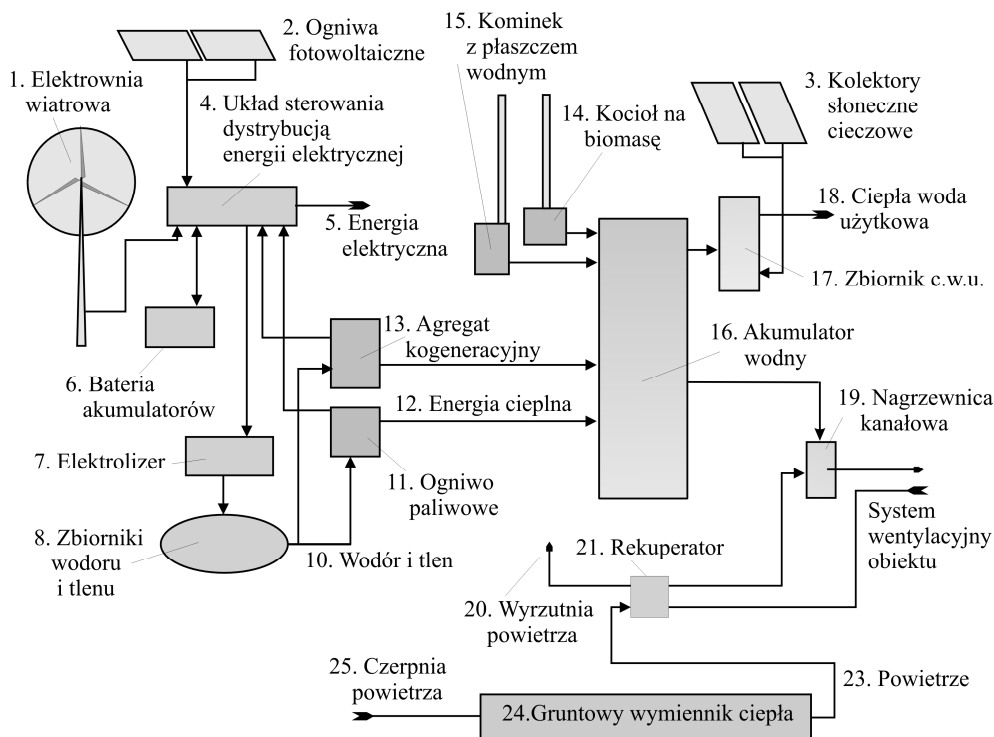 1. Elektrownia
wiatrowa
2. Ogniwa
fotowoltaiczne
15. Kominek
z płaszczem
wodnym
3. Kolektory
słoneczne
cieczowe
4. Układ sterowania
dystrybucją
energii elektrycznej
14. Kocioł na
biomasę
5. Energia
elektryczna
18. Ciepła woda
użytkowa
17. Zbiornik c.w.u.
6. Bateria
akumulatorów
13. Agregat
kogeneracyjny
16. Akumulator
wodny
12. Energia cieplna
19. Nagrzewnica
kanałowa
7. Elektrolizer
11. Ogniwo
paliwowe
8. Zbiorniki
wodoru
i tlenu
10. Wodór i tlen
System
wentylacyjny
obiektu
21. Rekuperator
20. Wyrzutnia
powietrza
25. Czerpnia
powietrza
23. Powietrze
24.Gruntowy wymiennik ciepła